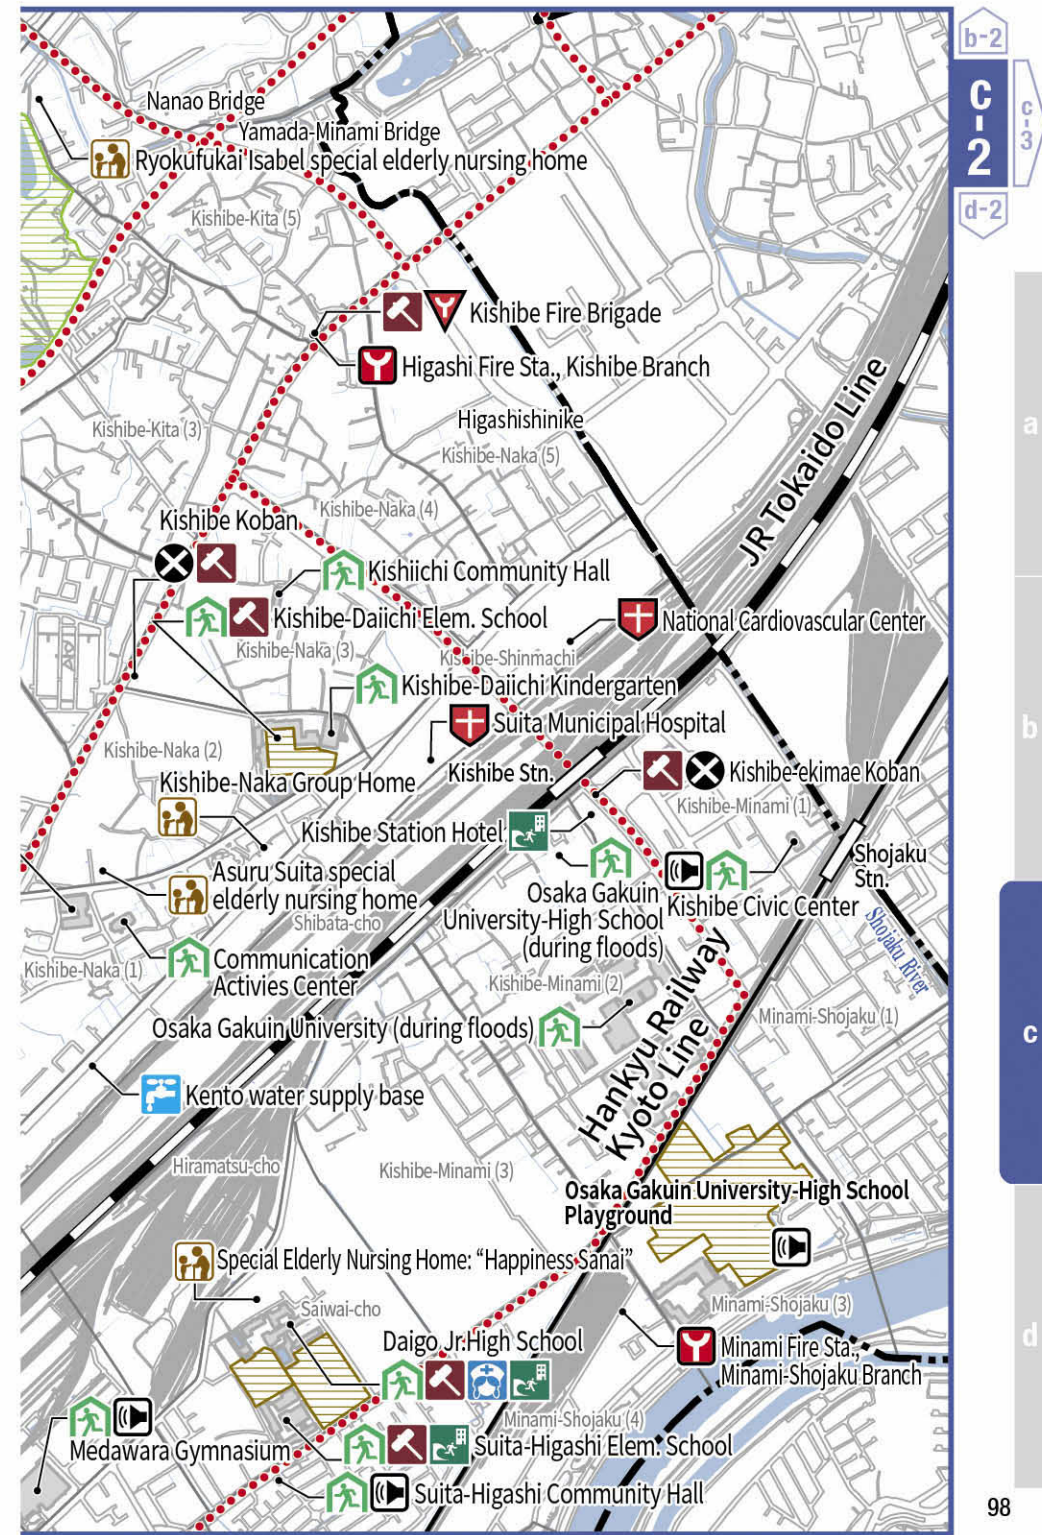 b-2
c-2
c-3
d-2
Nanao Bridge
Yamada-Minami Bridge
Ryokufukai Isabel special elderly nursing home
Kishibe-Kita (5)
Kishibe Fire Brigade
Higashi Fire Sta., Kishibe Branch
a
JR Tokaido Line
Higashishinike
Kishibe-Kita (3)
Kishibe-Naka (5)
Kishibe-Naka (4)
Kishibe Koban
Kishiichi Community Hall
Kishibe-Daiichi Elem. School
National Cardiovascular Center
Kishibe-Naka (3)
Kishibe-Shinmachi
Kishibe-Daiichi Kindergarten
Suita Municipal Hospital
b
Kishibe-Naka (2)
Kishibe Stn.
Kishibe-ekimae Koban
Kishibe-Naka Group Home
Kishibe-Minami (1)
Kishibe Station Hotel
Shojaku
Stn.
Asuru Suita special
elderly nursing home
Osaka Gakuin
University-High School
(during floods)
Kishibe Civic Center
Shibata-cho
Shojaku River
Kishibe-Naka (1)
Communication
Activies Center
Kishibe-Minami (2)
Minami-Shojaku (1)
Osaka Gakuin University (during floods)
Hankyu Railway
Kyoto Line
c
Kento water supply base
Hiramatsu-cho
Kishibe-Minami (3)
Osaka Gakuin University-High School
Playground
Special Elderly Nursing Home: “Happiness Sanai”
Saiwai-cho
Minami-Shojaku (3)
Daigo Jr.High School
Minami Fire Sta.,
Minami-Shojaku Branch
d
Minami-Shojaku (4)
Medawara Gymnasium
Suita-Higashi Elem. School
Suita-Higashi Community Hall
98